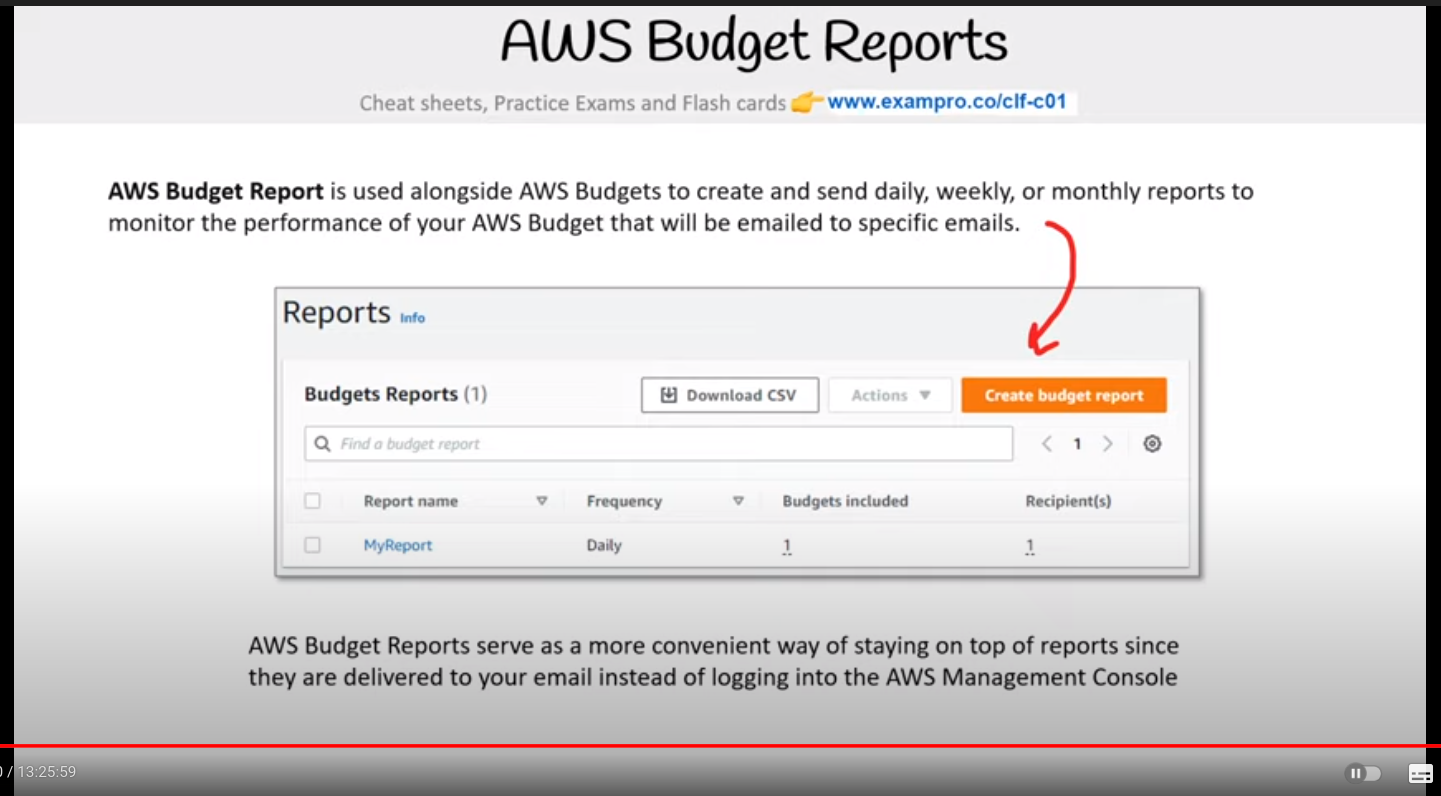 AWS Budget Reports
Cheat sheets, Practice Exams and Flash cards 👉 www.exampro.co/clf-c01
AWS Budget Report is used alongside AWS Budgets to create and send daily, weekly, or monthly reports to
monitor the performance of your AWS Budget that will be emailed to specific emails.
Reports Info
Budgets Reports (1) Download CSV Actions Create budget report
Find a budget report 1
Report name Frequency Budgets included Recipient(s)
MyReport Daily 1 1
AWS Budget Reports serve as a more convenient way of staying on top of reports since
they are delivered to your email instead of logging into the AWS Management Console
/ 13:25:59